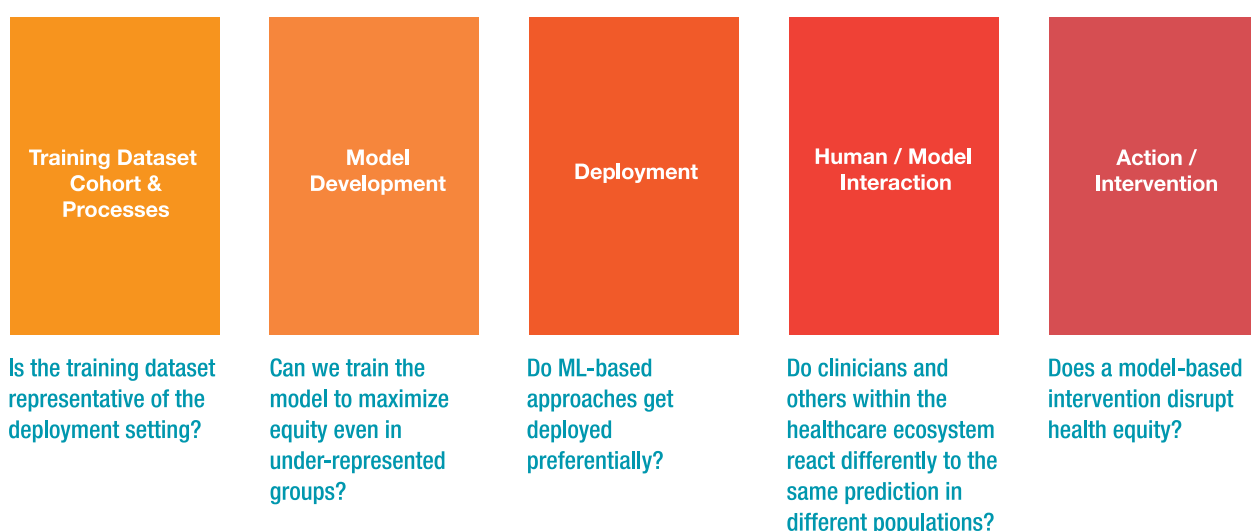 Training Dataset
Cohort &
Processes
Model
Development
Deployment
Human / Model
Interaction
Action /
Intervention
Is the training dataset
representative of the
deployment setting?
Can we train the
model to maximize
equity even in
under-represented
groups?
Do ML-based
approaches get
deployed
preferentially?
Do clinicians and
others within the
healthcare ecosystem
react differently to the
same prediction in
different populations?
Does a model-based
intervention disrupt
health equity?